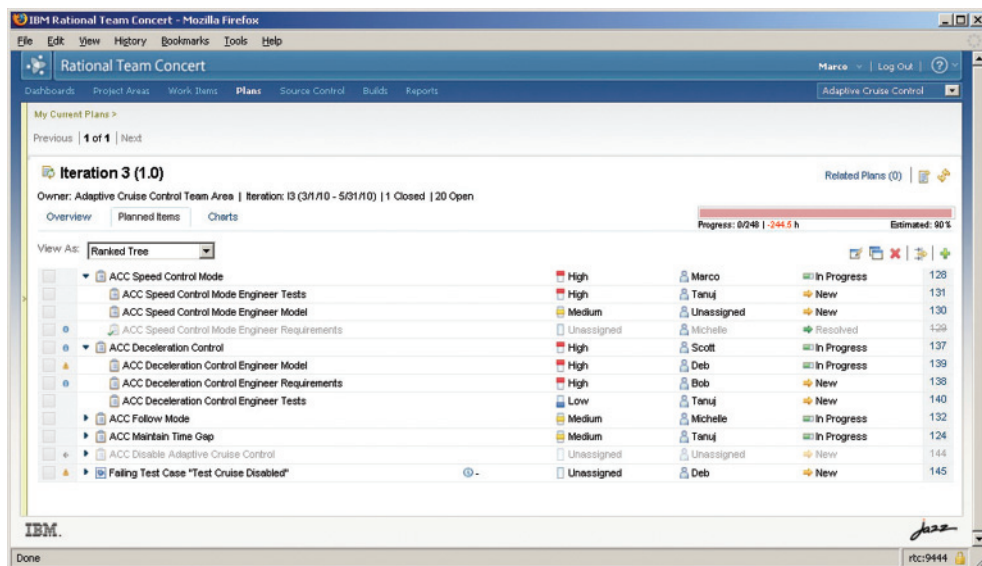 IBM Rational Team Concert - Mozilla Firefox
File Edit View History Bookmarks Tools Help
Rational Team Concert Marco | Log Out | ?
Dashboards Project Areas Work Items Plans Source Control Builds Reports Adaptive Cruise Control
My Current Plans >
Previous | 1 of 1 | Next
Iteration 3 (1.0) Related Plans (0)
Owner: Adaptive Cruise Control Team Area | Iteration: I3 (3/1/10 - 5/31/10) | 1 Closed | 20 Open
Overview Planned Items Charts
Progress: 0/248 | -244.5 h Estimated: 90%
View As: Ranked Tree
ACC Speed Control Mode High Marco In Progress 128
ACC Speed Control Mode Engineer Tests High Tanuj New 131
ACC Speed Control Mode Engineer Model Medium Unassigned New 130
ACC Speed Control Mode Engineer Requirements Unassigned Michelle Resolved 129
ACC Deceleration Control High Scott In Progress 137
ACC Deceleration Control Engineer Model High Deb In Progress 139
ACC Deceleration Control Engineer Requirements High Bob New 138
ACC Deceleration Control Engineer Tests Low Tanuj New 140
ACC Follow Mode Medium Michelle In Progress 132
ACC Maintain Time Gap Medium Tanuj In Progress 124
ACC Disable Adaptive Cruise Control Unassigned Unassigned New 144
Failing Test Case "Test Cruise Disabled" - Unassigned Deb New 145
IBM. jazz
Done rtc:9444